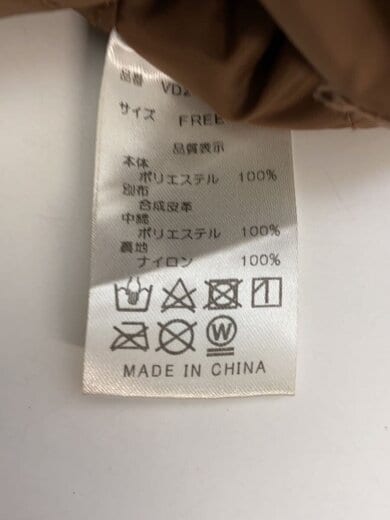 品番 VD2
サイズ FREE
品質表示
本体
ポリエステル 100%
別布
合成皮革
中綿
ポリエステル 100%
裏地
ナイロン 100%
W
MADE IN CHINA